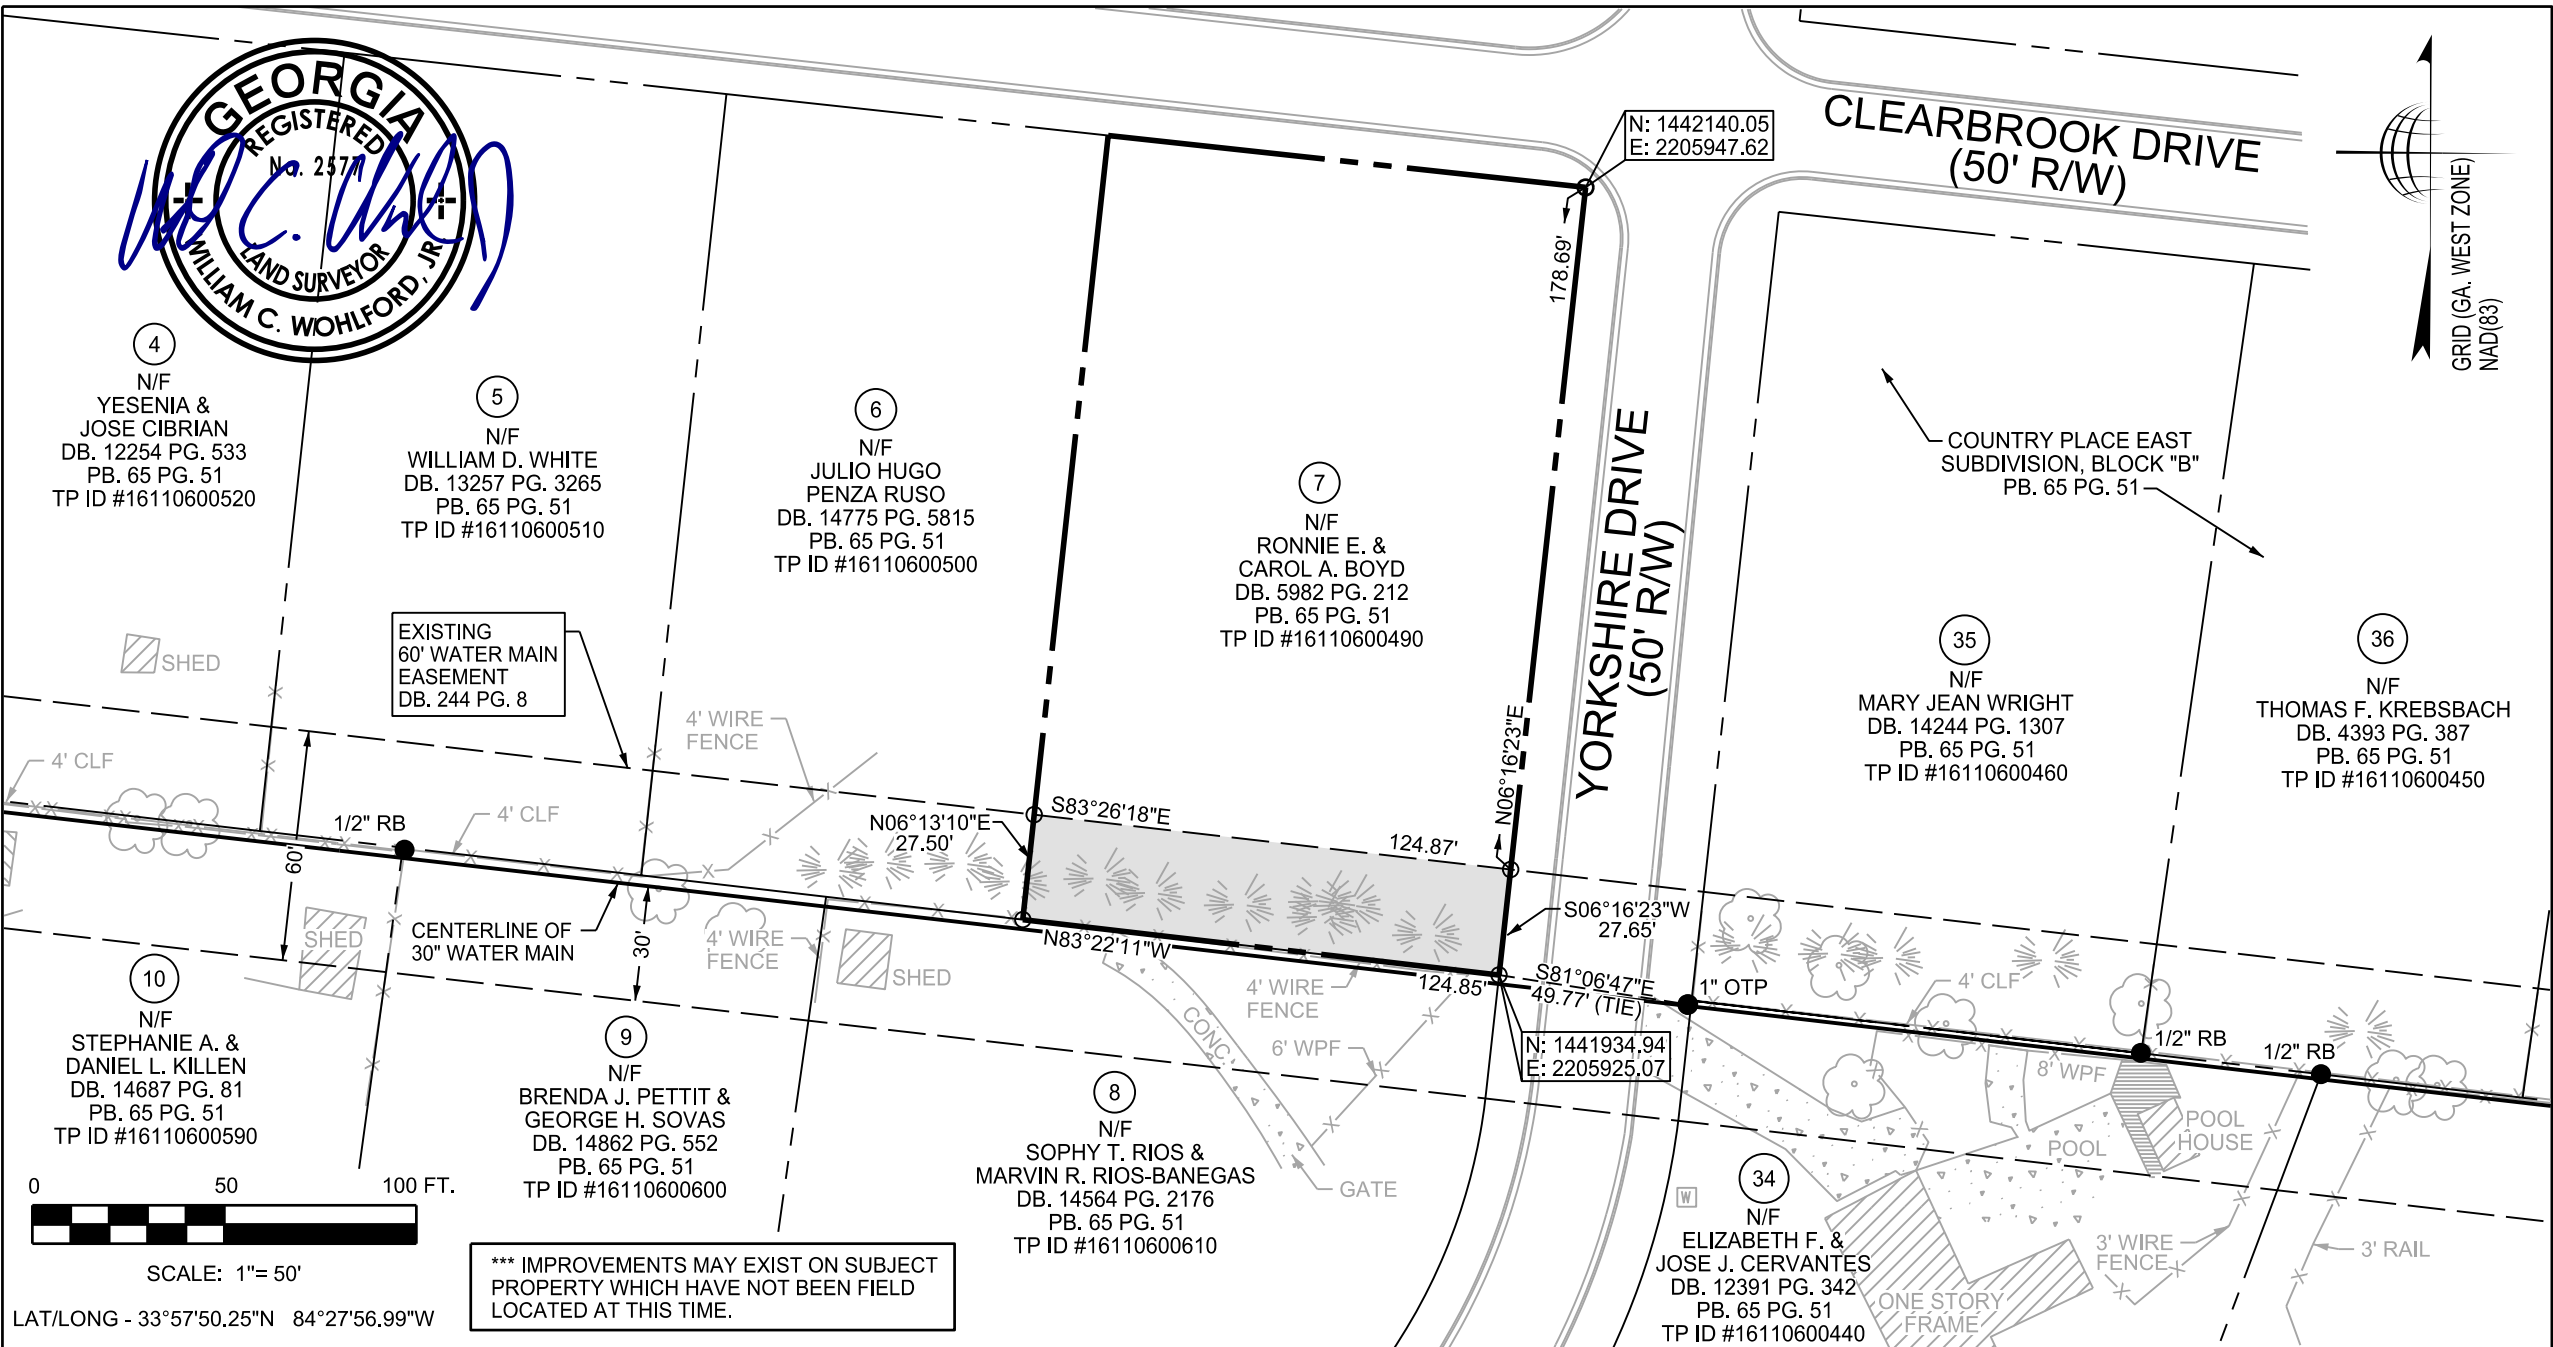 GEORGIA
REGISTERED
No. 2577
LAND SURVEYOR
WILLIAM C. WOHLFORD, JR.
N: 1442140.05
E: 2205947.62
CLEARBROOK DRIVE
(50' R/W)
GRID (GA. WEST ZONE)
NAD(83)
178.69'
4
N/F
YESENIA &
JOSE CIBRIAN
DB. 12254 PG. 533
PB. 65 PG. 51
TP ID #16110600520
5
N/F
WILLIAM D. WHITE
DB. 13257 PG. 3265
PB. 65 PG. 51
TP ID #16110600510
6
N/F
JULIO HUGO
PENZA RUSO
DB. 14775 PG. 5815
PB. 65 PG. 51
TP ID #16110600500
7
N/F
RONNIE E. &
CAROL A. BOYD
DB. 5982 PG. 212
PB. 65 PG. 51
TP ID #16110600490
YORKSHIRE DRIVE
(50' R/W)
COUNTRY PLACE EAST
SUBDIVISION, BLOCK "B"
PB. 65 PG. 51
35
N/F
MARY JEAN WRIGHT
DB. 14244 PG. 1307
PB. 65 PG. 51
TP ID #16110600460
36
N/F
THOMAS F. KREBSBACH
DB. 4393 PG. 387
PB. 65 PG. 51
TP ID #16110600450
SHED
EXISTING
60' WATER MAIN
EASEMENT
DB. 244 PG. 8
4' WIRE
FENCE
4' CLF
4' CLF
1/2" RB
60'
N06°13'10"E
27.50'
S83°26'18"E
124.87'
N06°16'23"E
S06°16'23"W
27.65'
CENTERLINE OF
30" WATER MAIN
30'
SHED
4' WIRE
FENCE
SHED
N83°22'11"W
124.85'
4' WIRE
FENCE
S81°06'47"E
49.77' (TIE)
1" OTP
4' CLF
N: 1441934.94
E: 2205925.07
1/2" RB
1/2" RB
8' WPF
CONC.
6' WPF
GATE
POOL
POOL
HOUSE
10
N/F
STEPHANIE A. &
DANIEL L. KILLEN
DB. 14687 PG. 81
PB. 65 PG. 51
TP ID #16110600590
9
N/F
BRENDA J. PETTIT &
GEORGE H. SOVAS
DB. 14862 PG. 552
PB. 65 PG. 51
TP ID #16110600600
8
N/F
SOPHY T. RIOS &
MARVIN R. RIOS-BANEGAS
DB. 14564 PG. 2176
PB. 65 PG. 51
TP ID #16110600610
W
34
N/F
ELIZABETH F. &
JOSE J. CERVANTES
DB. 12391 PG. 342
PB. 65 PG. 51
TP ID #16110600440
ONE STORY
FRAME
3' WIRE
FENCE
3' RAIL
0 50 100 FT.
SCALE: 1"= 50'
LAT/LONG - 33°57'50.25"N 84°27'56.99"W
*** IMPROVEMENTS MAY EXIST ON SUBJECT
PROPERTY WHICH HAVE NOT BEEN FIELD
LOCATED AT THIS TIME.